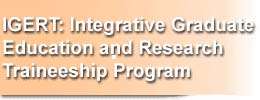 IGERT: Integrative Graduate
Education and Research
Traineeship Program